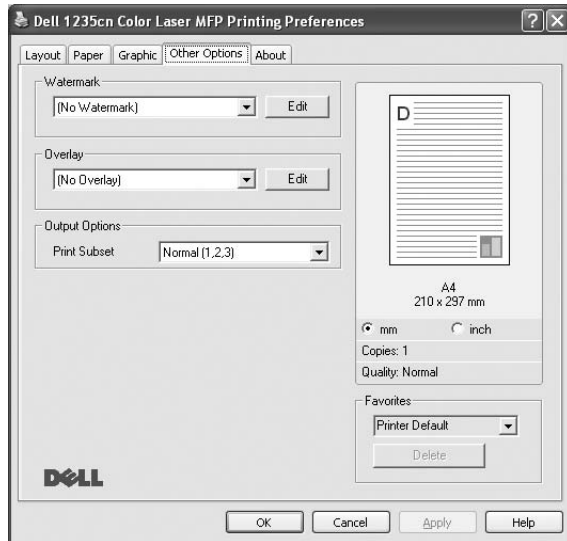 Dell 1235cn Color Laser MFP Printing Preferences
Layout Paper Graphic Other Options About
Watermark
(No Watermark) Edit
Overlay
(No Overlay) Edit
Output Options
Print Subset Normal (1,2,3)
D
A4
210 x 297 mm
mm inch
Copies: 1
Quality: Normal
Favorites
Printer Default
Delete
DELL
OK Cancel Apply Help